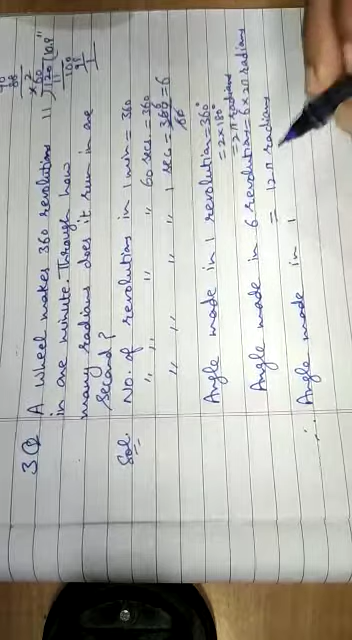 3Q A wheel makes 360 revolutions
in one minute. Through how
many radians does it turn in one
second?
Sol. No. of revolutions in 1 min = 360
" " " " 60 secs = 360
" " " " 1 sec = 360/60 = 6
Angle made in 1 revolution = 360°
= 2 x 180°
= 2π radians
Angle made in 6 revolution = 6 x 2π radians
= 12π radians
∴ Angle made in 1